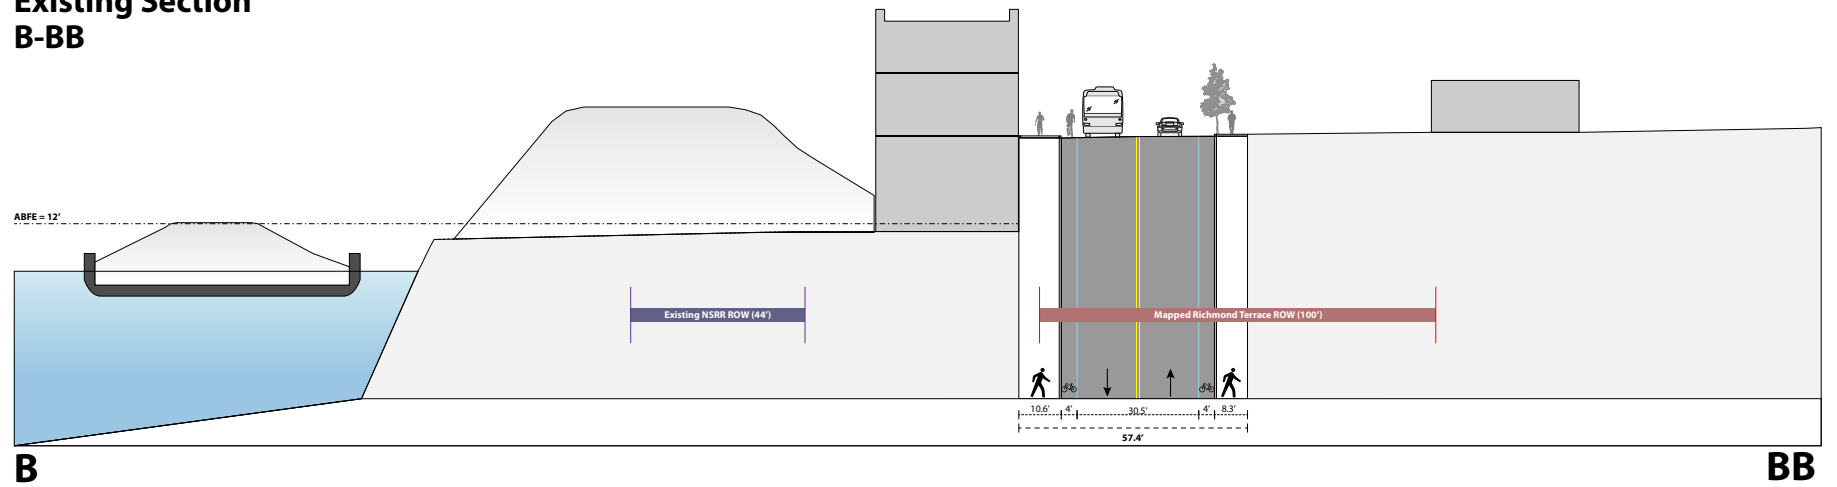 Existing Section
B-BB
ABFE = 12'
Existing NSRR ROW (44')
Mapped Richmond Terrace ROW (100')
10.6' 4' 30.5' 4' 8.3'
57.4'
B BB